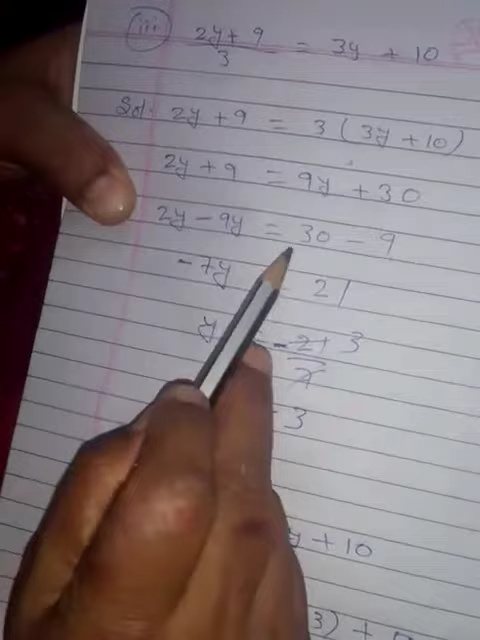 (iii) 2y + 9 / 3 = 3y + 10
Sol. 2y + 9 = 3 ( 3y + 10 )
2y + 9 = 9y + 30
2y - 9y = 30 - 9
-7y 21
y - 21 3 / 7
- 3
y + 10
3) +